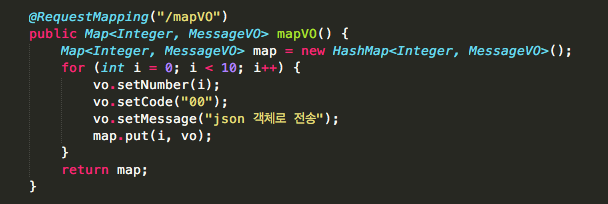 @RequestMapping("/mapVO")
public Map<Integer, MessageVO> mapVO() {
    Map<Integer, MessageVO> map = new HashMap<Integer, MessageVO>();
    for (int i = 0; i < 10; i++) {
        vo.setNumber(i);
        vo.setCode("00");
        vo.setMessage("json 객체로 전송");
        map.put(i, vo);
    }
    return map;
}